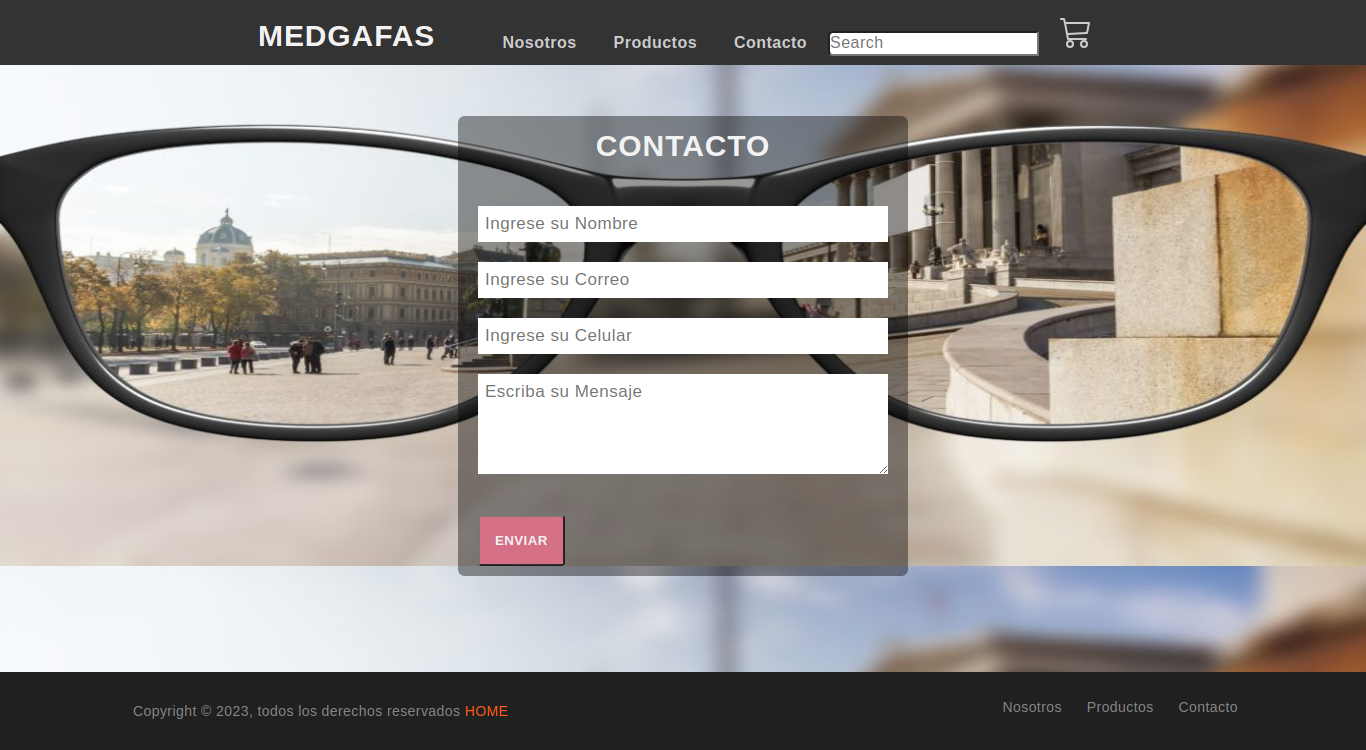 MEDGAFAS
Nosotros Productos Contacto Search
CONTACTO
Ingrese su Nombre
Ingrese su Correo
Ingrese su Celular
Escriba su Mensaje
ENVIAR
Copyright © 2023, todos los derechos reservados HOME
Nosotros Productos Contacto